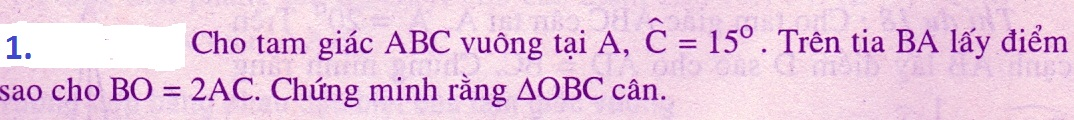 1. Cho tam giác ABC vuông tại A, Ĉ = 15°. Trên tia BA lấy điểm
sao cho BO = 2AC. Chứng minh rằng ΔOBC cân.